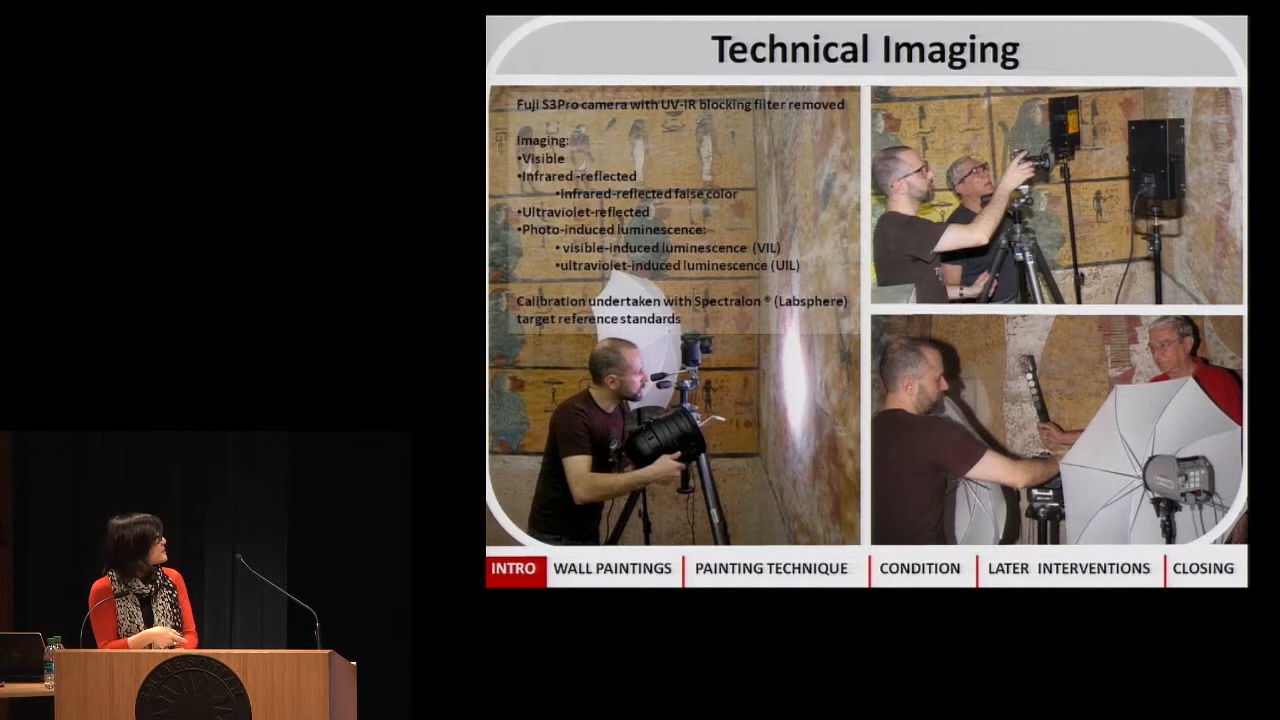 Technical Imaging
Fuji S3Pro camera with UV-IR blocking filter removed
Imaging:
•Visible
•Infrared -reflected
•Infrared-reflected false color
•Ultraviolet-reflected
•Photo-induced luminescence:
• visible-induced luminescence (VIL)
•ultraviolet-induced luminescence (UIL)
Calibration undertaken with Spectralon ® (Labsphere)
target reference standards
INTRO
WALL PAINTINGS
PAINTING TECHNIQUE
CONDITION
LATER INTERVENTIONS
CLOSING
SMITHSONIAN